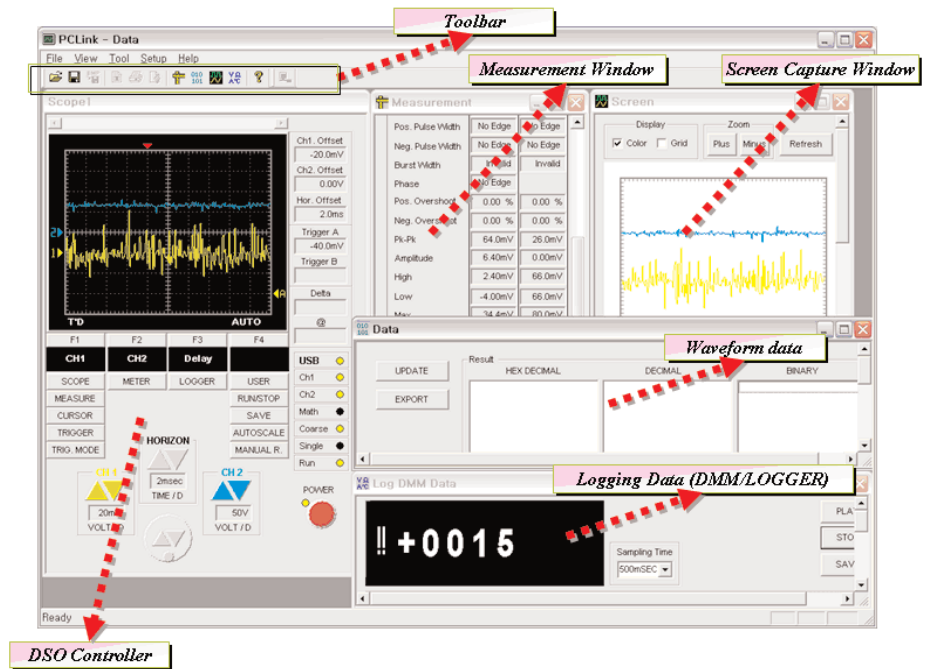 Toolbar
PCLink - Data
File View Tool Setup Help
Measurement Window
Screen Capture Window
Scope1
Ch1. Offset
-20.0mV
Ch2. Offset
0.00V
Hor. Offset
2.0ms
Trigger A
-40.0mV
Trigger B
Delta
@
2
1
A
T'D
AUTO
F1 F2 F3 F4
CH1 CH2 Delay
SCOPE METER LOGGER USER
MEASURE RUN/STOP
CURSOR SAVE
TRIGGER AUTOSCALE
TRIG. MODE MANUAL R.
HORIZON
2msec
TIME / D
CH 2
50V
VOLT / D
USB
Ch1
Ch2
Math
Coarse
Single
Run
POWER
Measurement
Pos. Pulse Width No Edge No Edge
Neg. Pulse Width No Edge No Edge
Burst Width Invalid Invalid
Phase No Edge
Pos. Overshoot 0.00 % 0.00 %
Neg. Overshoot 0.00 % 0.00 %
Pk-Pk 64.0mV 26.0mV
Amplitude 6.40mV 0.00mV
High 2.40mV 66.0mV
Low -4.00mV 66.0mV
Max 34.4mV 80.0mV
Screen
Display
Color Grid
Zoom
Plus Minus Refresh
010
101
Data
Waveform data
UPDATE
EXPORT
Result
HEX DECIMAL DECIMAL BINARY
Log DMM Data
Logging Data (DMM/LOGGER)
+0015
Sampling Time
500mSEC
PLA
STO
SAV
Ready
DSO Controller